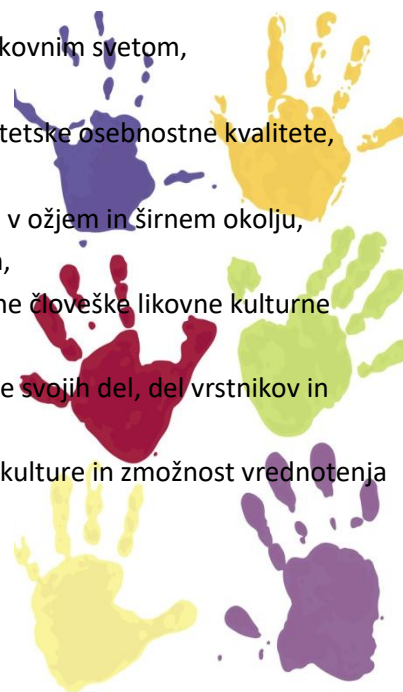 kovnim svetom,
tetske osebnostne kvalitete,
v ožjem in širnem okolju,
,
ne človeške likovne kulturne
e svojih del, del vrstnikov in
kulture in zmožnost vrednotenja